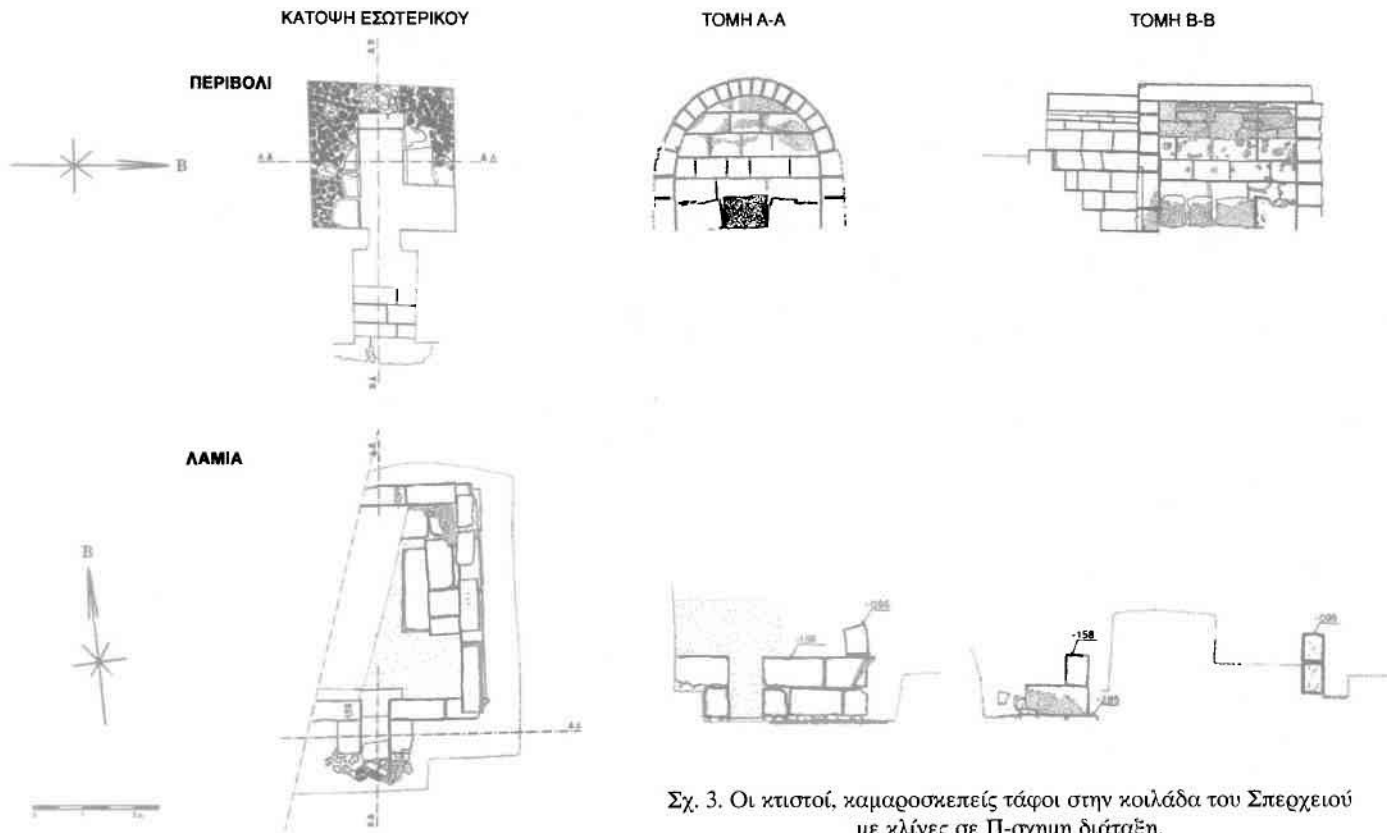 ΚΑΤΟΨΗ ΕΣΩΤΕΡΙΚΟΥ
ΤΟΜΗ Α-Α
ΤΟΜΗ Β-Β
ΠΕΡΙΒΟΛΙ
Β
ΛΑΜΙΑ
Β
-158
Σχ. 3. Οι κτιστοί, καμαροσκεπείς τάφοι στην κοιλάδα του Σπερχειού
με κλίνες σε Π-σχημη διάταξη.